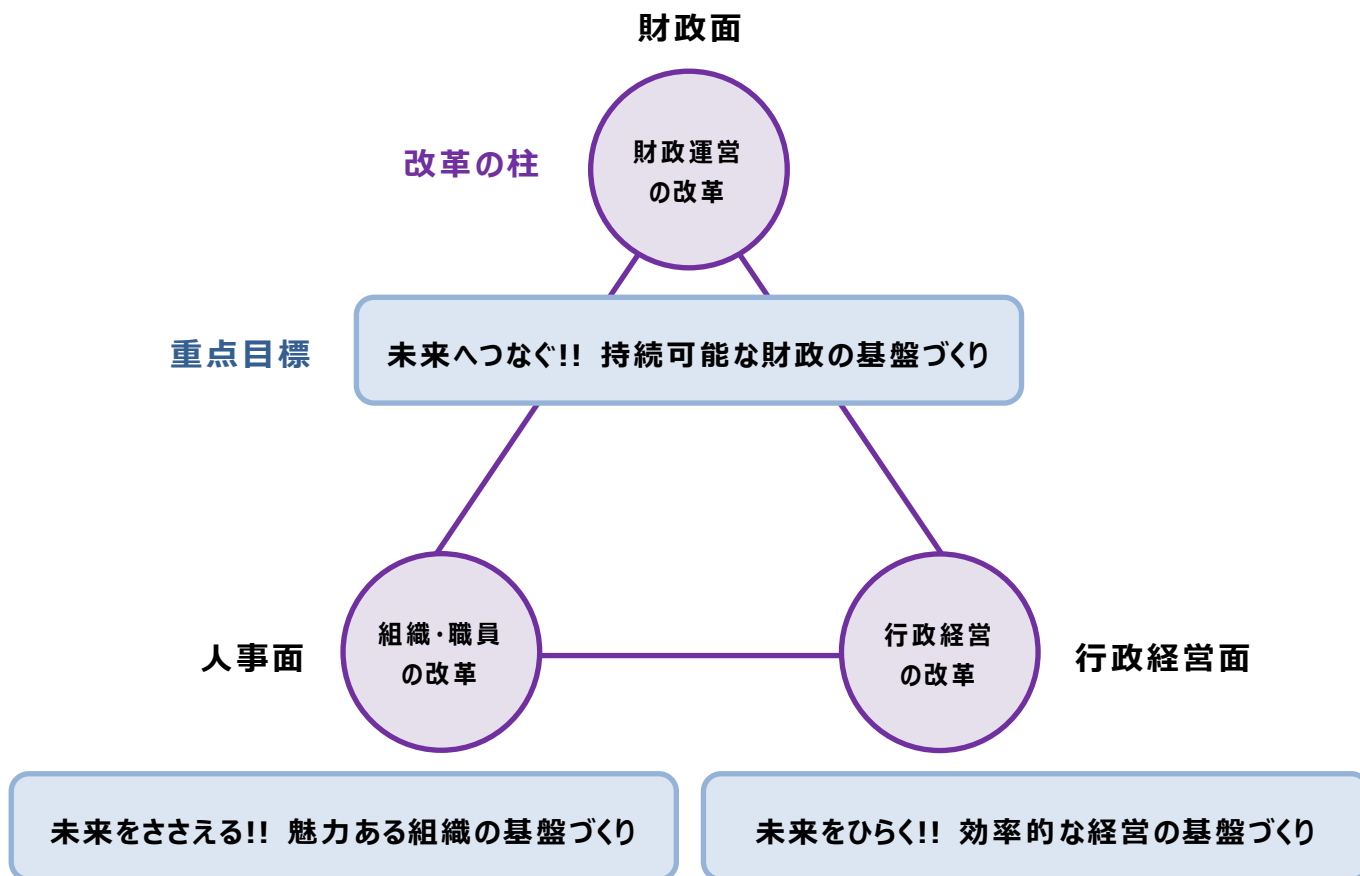 財政面
改革の柱
財政運営
の改革
重点目標
未来へつなぐ!! 持続可能な財政の基盤づくり
人事面
組織・職員
の改革
行政経営
の改革
行政経営面
未来をささえる!! 魅力ある組織の基盤づくり
未来をひらく!! 効率的な経営の基盤づくり